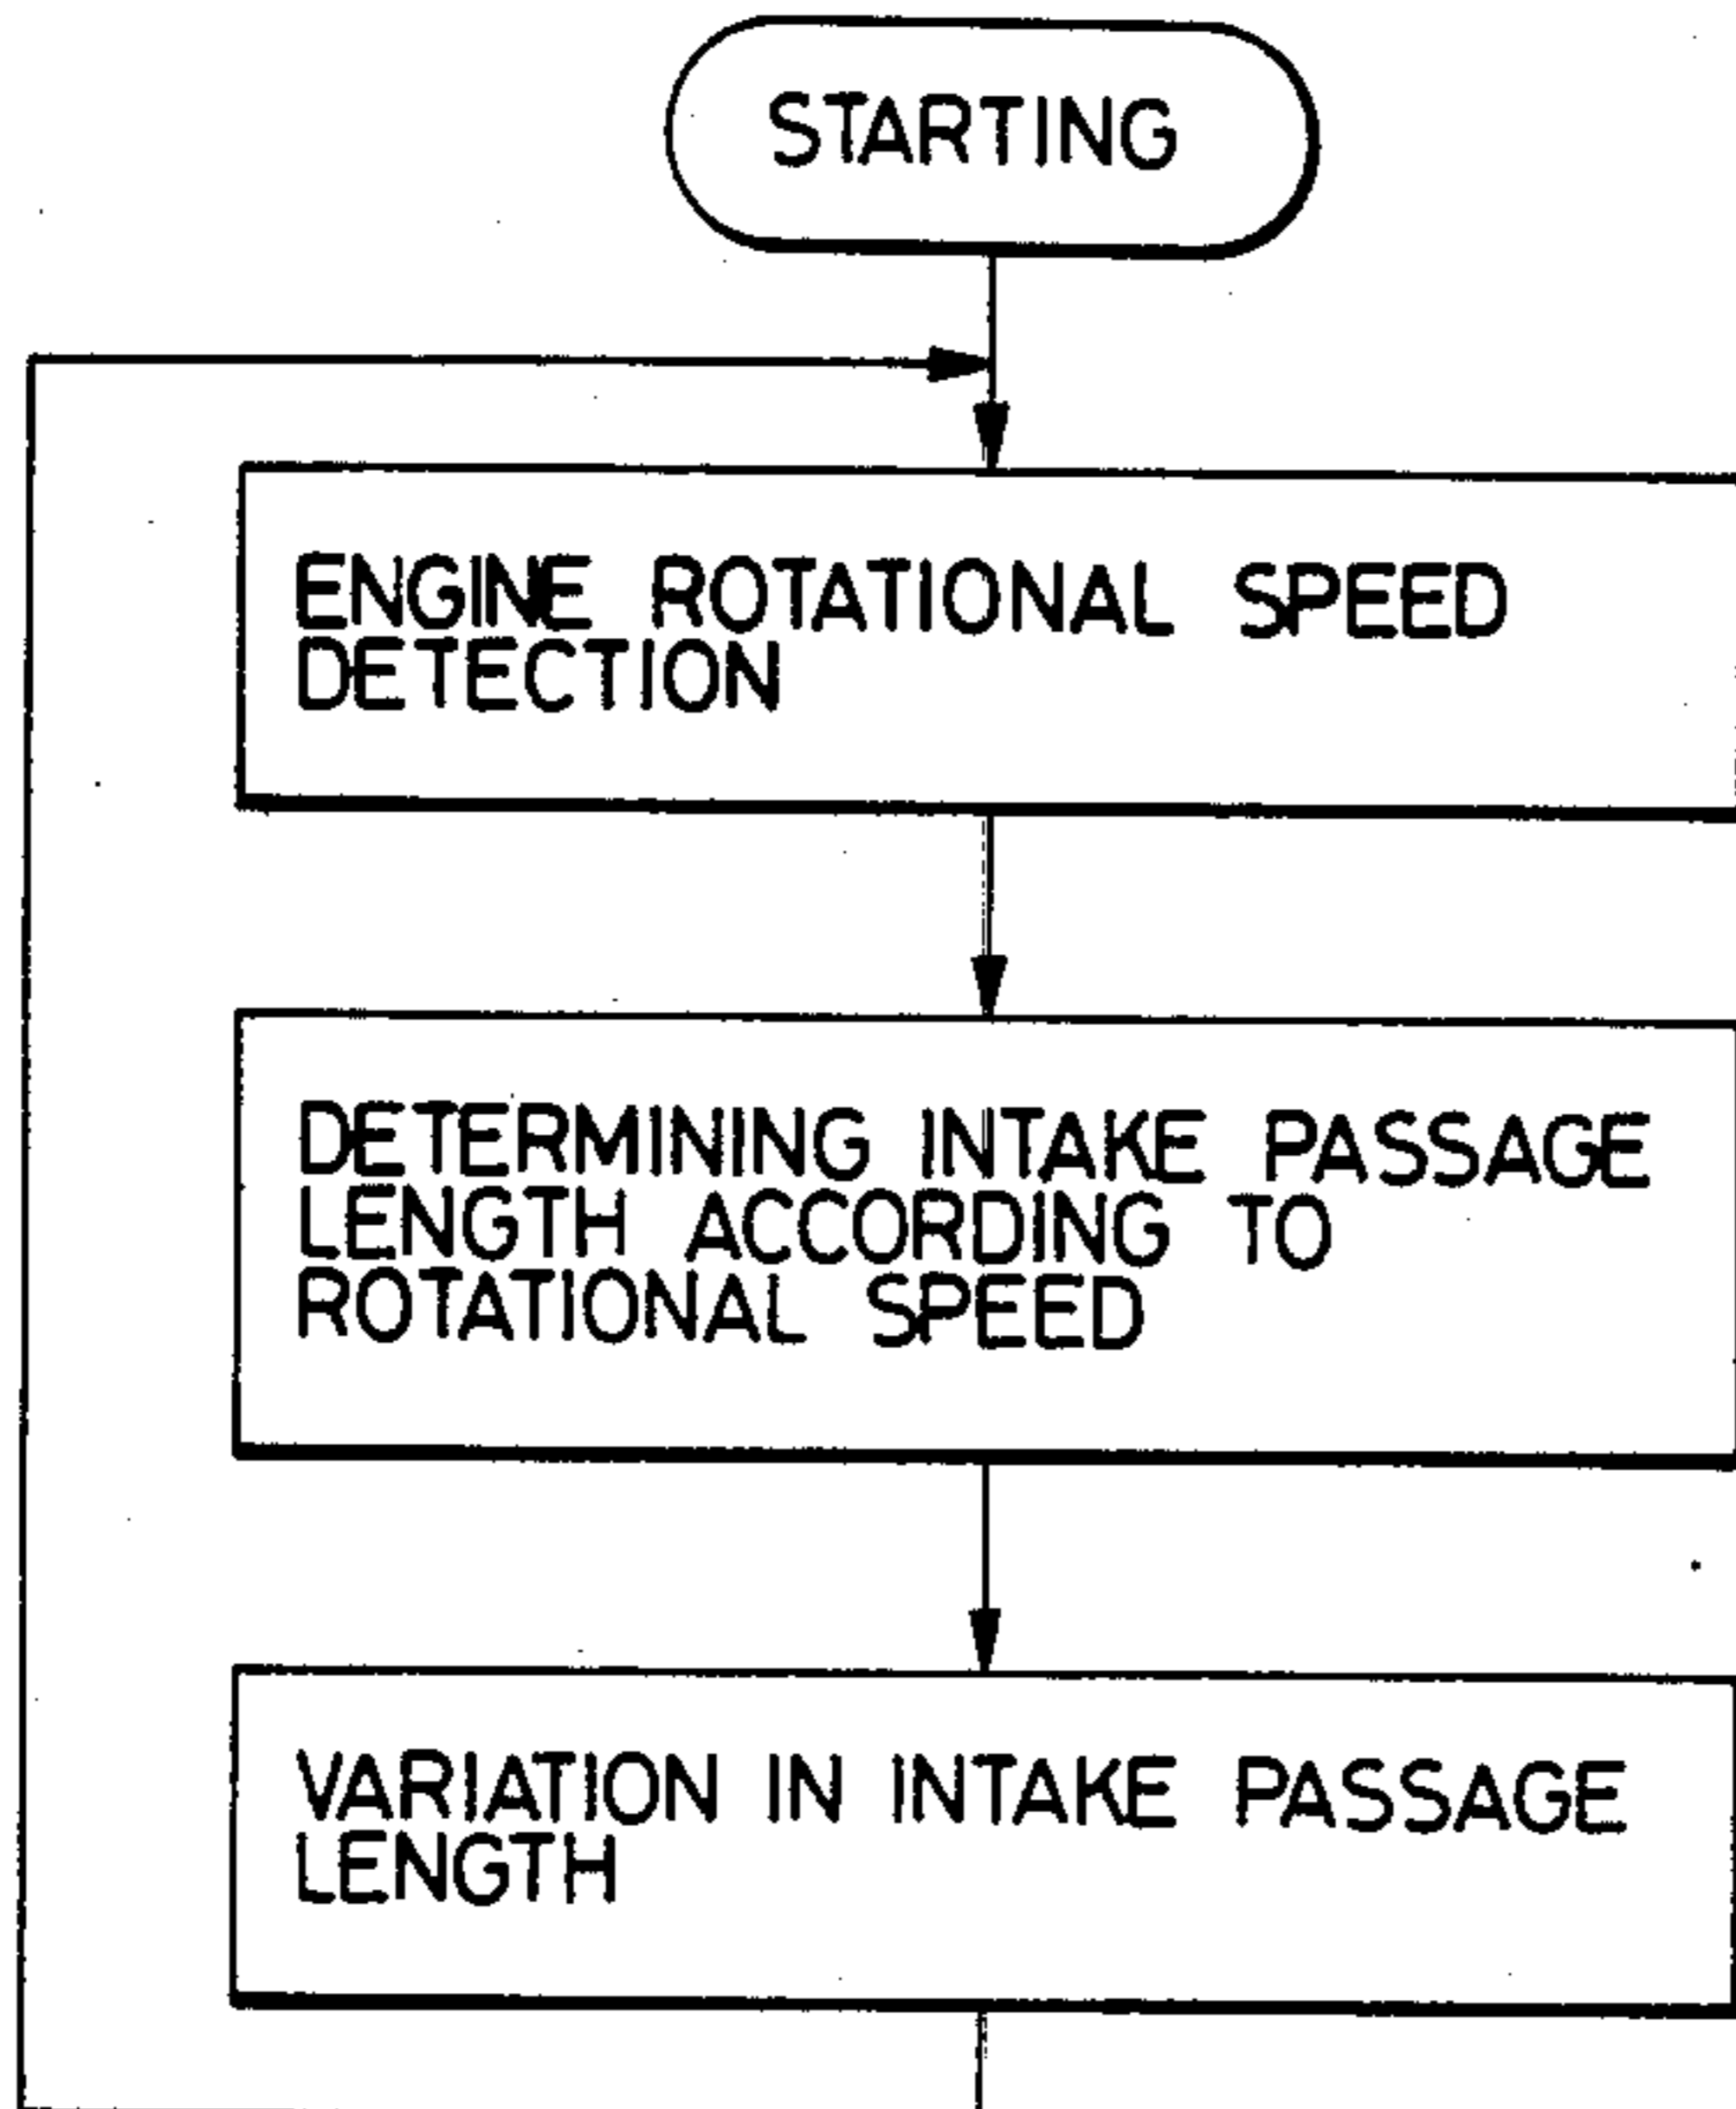 STARTING
ENGINE ROTATIONAL SPEED
DETECTION
DETERMINING INTAKE PASSAGE
LENGTH ACCORDING TO
ROTATIONAL SPEED
VARIATION IN INTAKE PASSAGE
LENGTH